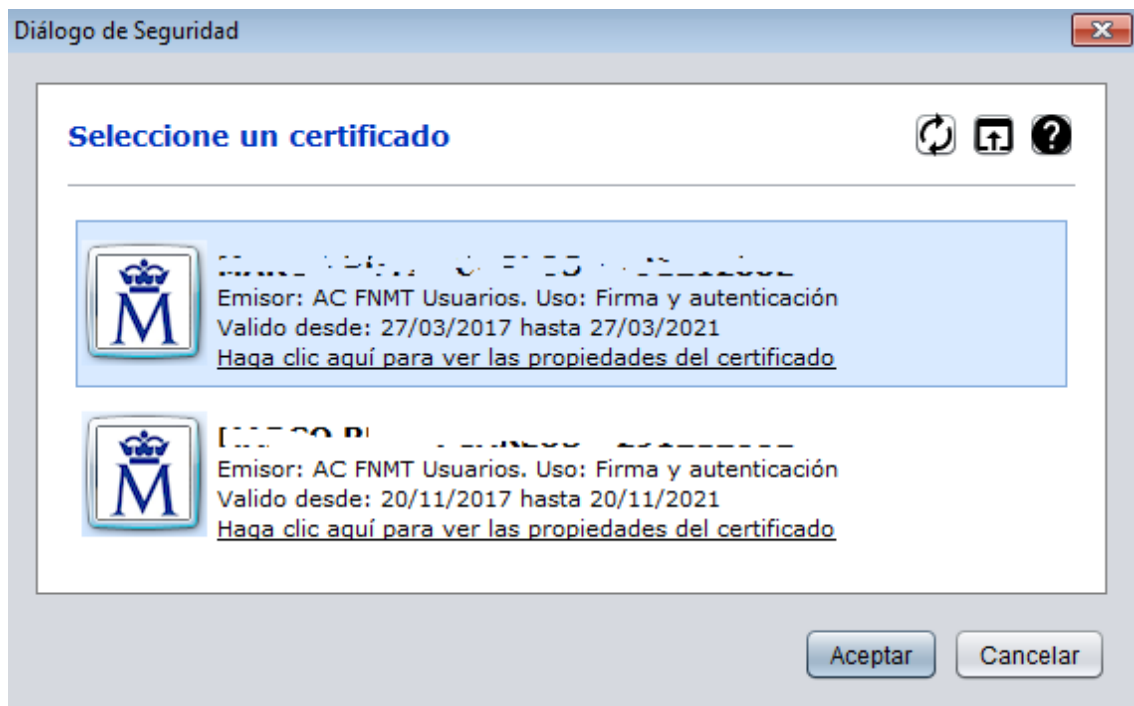 Diálogo de Seguridad
Seleccione un certificado
Emisor: AC FNMT Usuarios. Uso: Firma y autenticación
Valido desde: 27/03/2017 hasta 27/03/2021
Haga clic aquí para ver las propiedades del certificado
Emisor: AC FNMT Usuarios. Uso: Firma y autenticación
Valido desde: 20/11/2017 hasta 20/11/2021
Haga clic aquí para ver las propiedades del certificado
Aceptar Cancelar